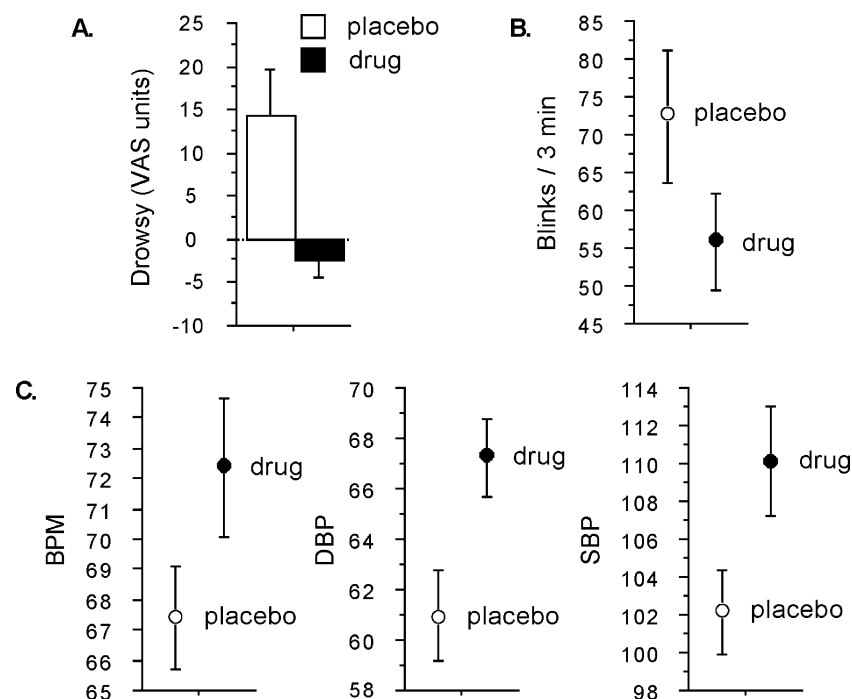 A.
placebo
drug
Drowsy (VAS units)
25
20
15
10
5
0
-5
-10
B.
Blinks / 3 min
85
80
75
70
65
60
55
50
45
placebo
drug
C.
BPM
75
74
73
72
71
70
69
68
67
66
65
drug
placebo
DBP
70
68
66
64
62
60
58
drug
placebo
SBP
114
112
110
108
106
104
102
100
98
drug
placebo